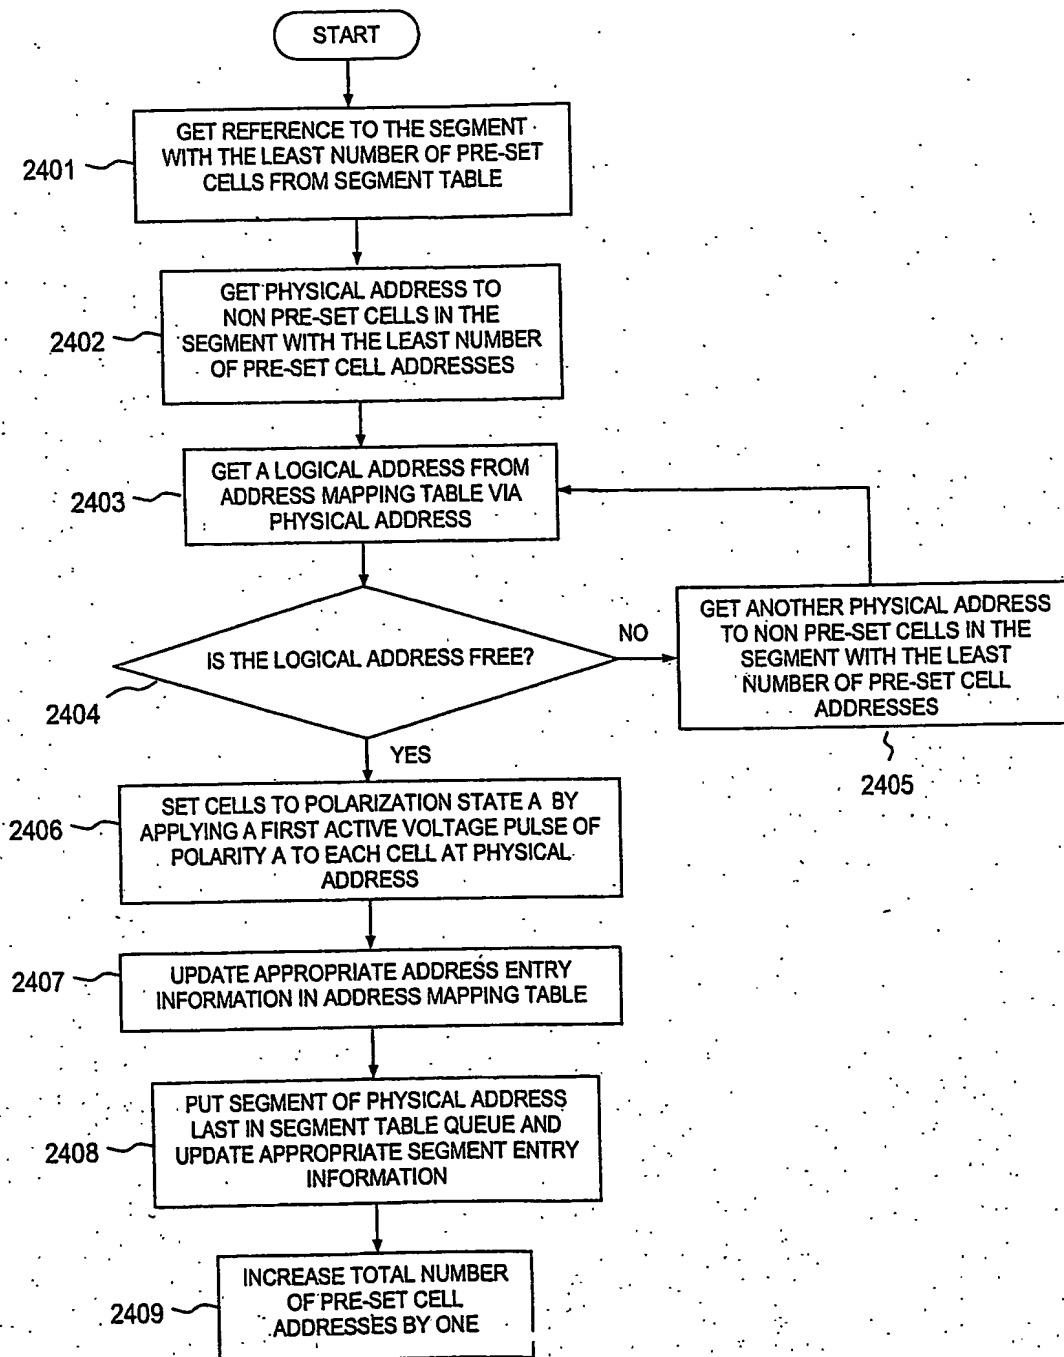 START
GET REFERENCE TO THE SEGMENT
WITH THE LEAST NUMBER OF PRE-SET
CELLS FROM SEGMENT TABLE
2401
GET PHYSICAL ADDRESS TO
NON PRE-SET CELLS IN THE
SEGMENT WITH THE LEAST NUMBER
OF PRE-SET CELL ADDRESSES
2402
GET A LOGICAL ADDRESS FROM
ADDRESS MAPPING TABLE VIA
PHYSICAL ADDRESS
2403
IS THE LOGICAL ADDRESS FREE?
2404
NO
GET ANOTHER PHYSICAL ADDRESS
TO NON PRE-SET CELLS IN THE
SEGMENT WITH THE LEAST
NUMBER OF PRE-SET CELL
ADDRESSES
2405
YES
SET CELLS TO POLARIZATION STATE A BY
APPLYING A FIRST ACTIVE VOLTAGE PULSE OF
POLARITY A TO EACH CELL AT PHYSICAL
ADDRESS
2406
UPDATE APPROPRIATE ADDRESS ENTRY
INFORMATION IN ADDRESS MAPPING TABLE
2407
PUT SEGMENT OF PHYSICAL ADDRESS
LAST IN SEGMENT TABLE QUEUE AND
UPDATE APPROPRIATE SEGMENT ENTRY
INFORMATION
2408
INCREASE TOTAL NUMBER
OF PRE-SET CELL
ADDRESSES BY ONE
2409